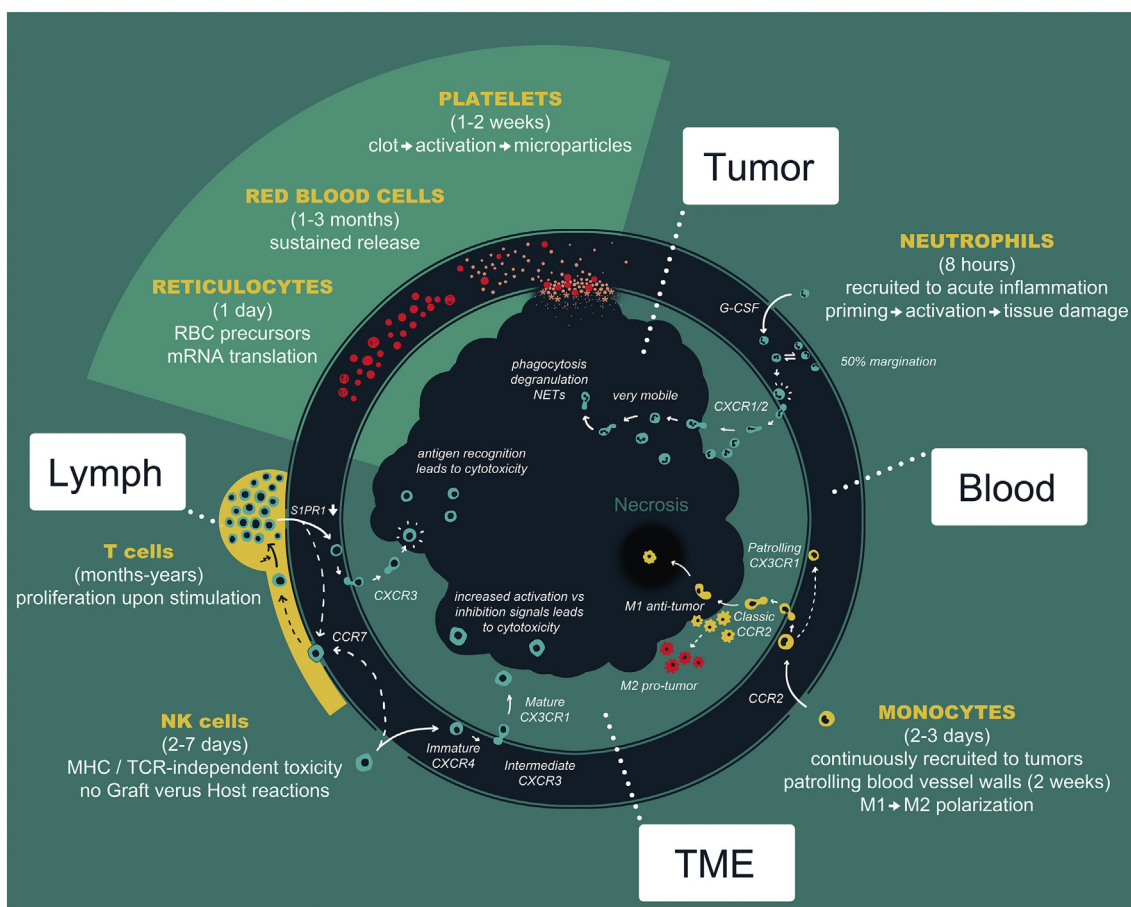 PLATELETS
(1-2 weeks)
clot→activation→microparticles
Tumor
RED BLOOD CELLS
(1-3 months)
sustained release
NEUTROPHILS
(8 hours)
recruited to acute inflammation
priming→activation→tissue damage
RETICULOCYTES
(1 day)
RBC precursors
mRNA translation
G-CSF
50% margination
phagocytosis
degranulation
NETs
very mobile
CXCR1/2
Lymph
antigen recognition
leads to cytotoxicity
Blood
S1PR1
Necrosis
T cells
(months-years)
proliferation upon stimulation
CXCR3
Patrolling
CX3CR1
increased activation vs
inhibition signals leads
to cytotoxicity
M1 anti-tumor
Classic
CCR2
CCR7
M2 pro-tumor
CCR2
NK cells
(2-7 days)
MHC / TCR-independent toxicity
no Graft verus Host reactions
Mature
CX3CR1
Immature
CXCR4
Intermediate
CXCR3
MONOCYTES
(2-3 days)
continuously recruited to tumors
patrolling blood vessel walls (2 weeks)
M1→M2 polarization
TME